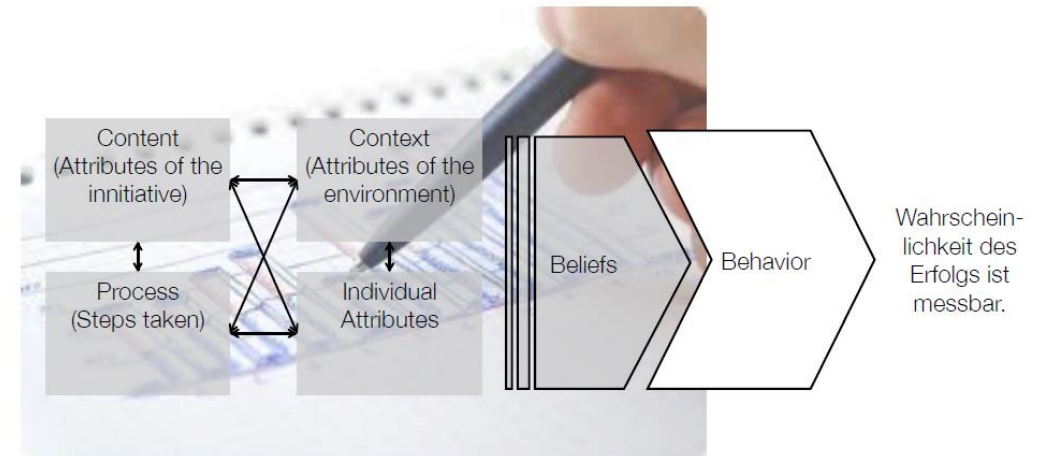 Content
(Attributes of the
innitiative)
Context
(Attributes of the
environment)
Process
(Steps taken)
Individual
Attributes
Beliefs
Behavior
Wahrschein-
lichkeit des
Erfolgs ist
messbar.